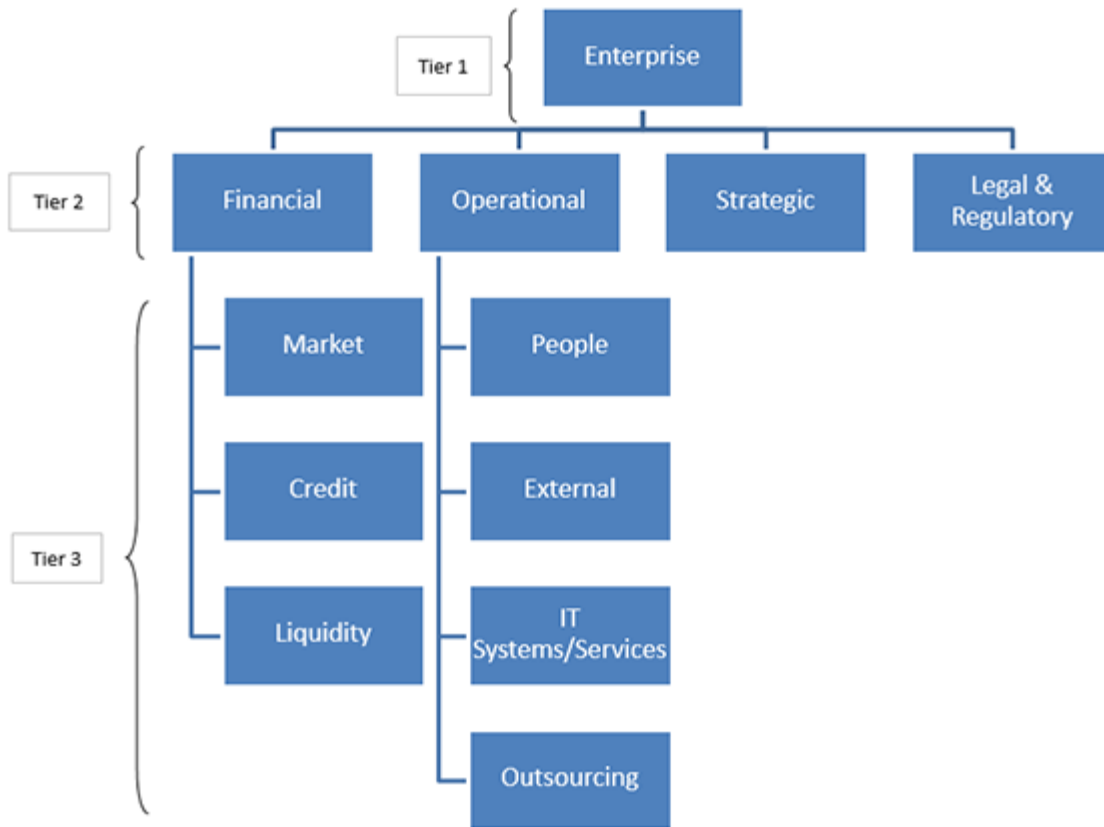 Tier 1
Enterprise
Tier 2
Financial
Operational
Strategic
Legal &
Regulatory
Tier 3
Market
People
Credit
External
Liquidity
IT
Systems/Services
Outsourcing